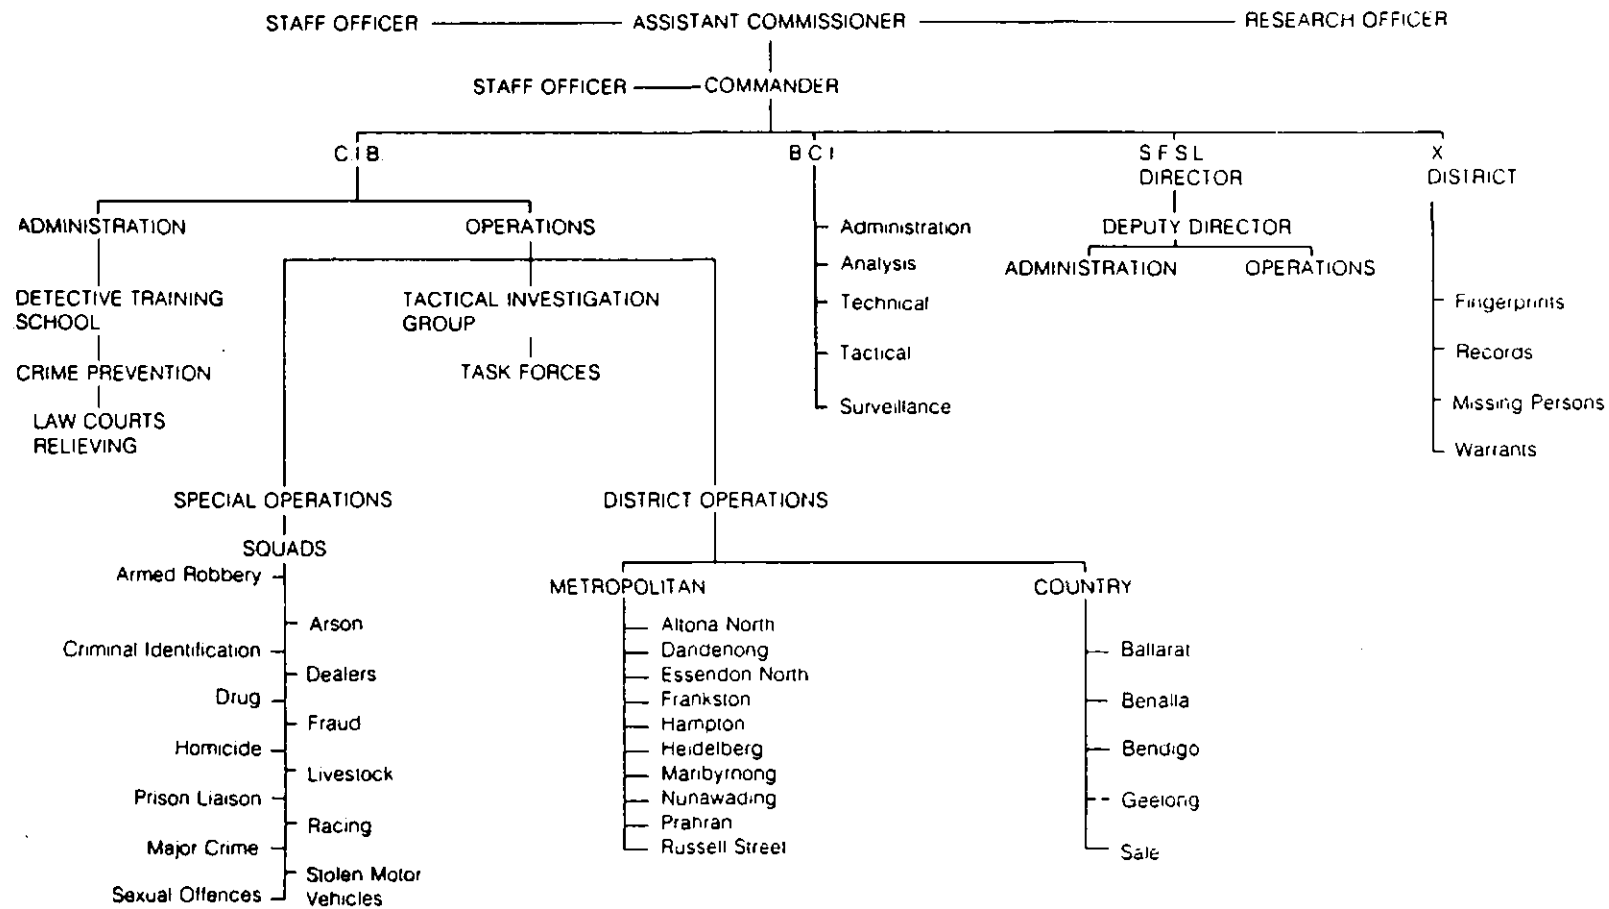 STAFF OFFICER ASSISTANT COMMISSIONER RESEARCH OFFICER
STAFF OFFICER COMMANDER
C.I.B. B C I S F S L X
DIRECTOR DISTRICT
ADMINISTRATION OPERATIONS
Administration
DEPUTY DIRECTOR
Analysis
ADMINISTRATION OPERATIONS
DETECTIVE TRAINING
SCHOOL
TACTICAL INVESTIGATION
GROUP
Technical
Fingerprints
CRIME PREVENTION
TASK FORCES
Tactical
Records
LAW COURTS
RELIEVING
Surveillance
Missing Persons
Warrants
SPECIAL OPERATIONS
DISTRICT OPERATIONS
SQUADS
Armed Robbery
Arson
Criminal Identification
Dealers
Drug
Fraud
Homicide
Livestock
Prison Liaison
Racing
Major Crime
Stolen Motor
Vehicles
Sexual Offences
METROPOLITAN
Altona North
Dandenong
Essendon North
Frankston
Hampton
Heidelberg
Maribyrnong
Nunawading
Prahran
Russell Street
COUNTRY
Ballarat
Benalla
Bendigo
Geelong
Sale